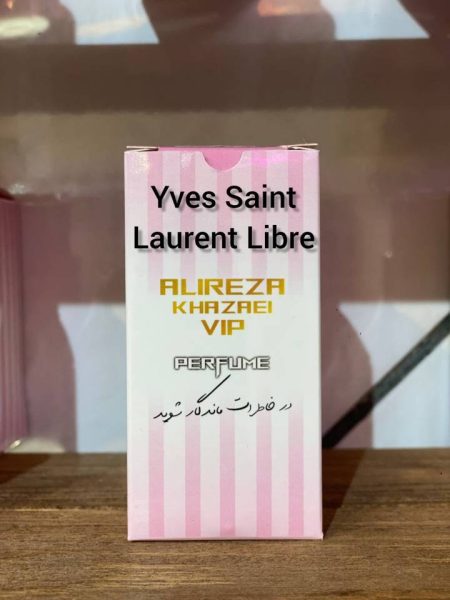 Yves Saint
Laurent Libre
ALIREZA
KHAZAEI
VIP
PERFUME
در خاطرات ماندگار شوید